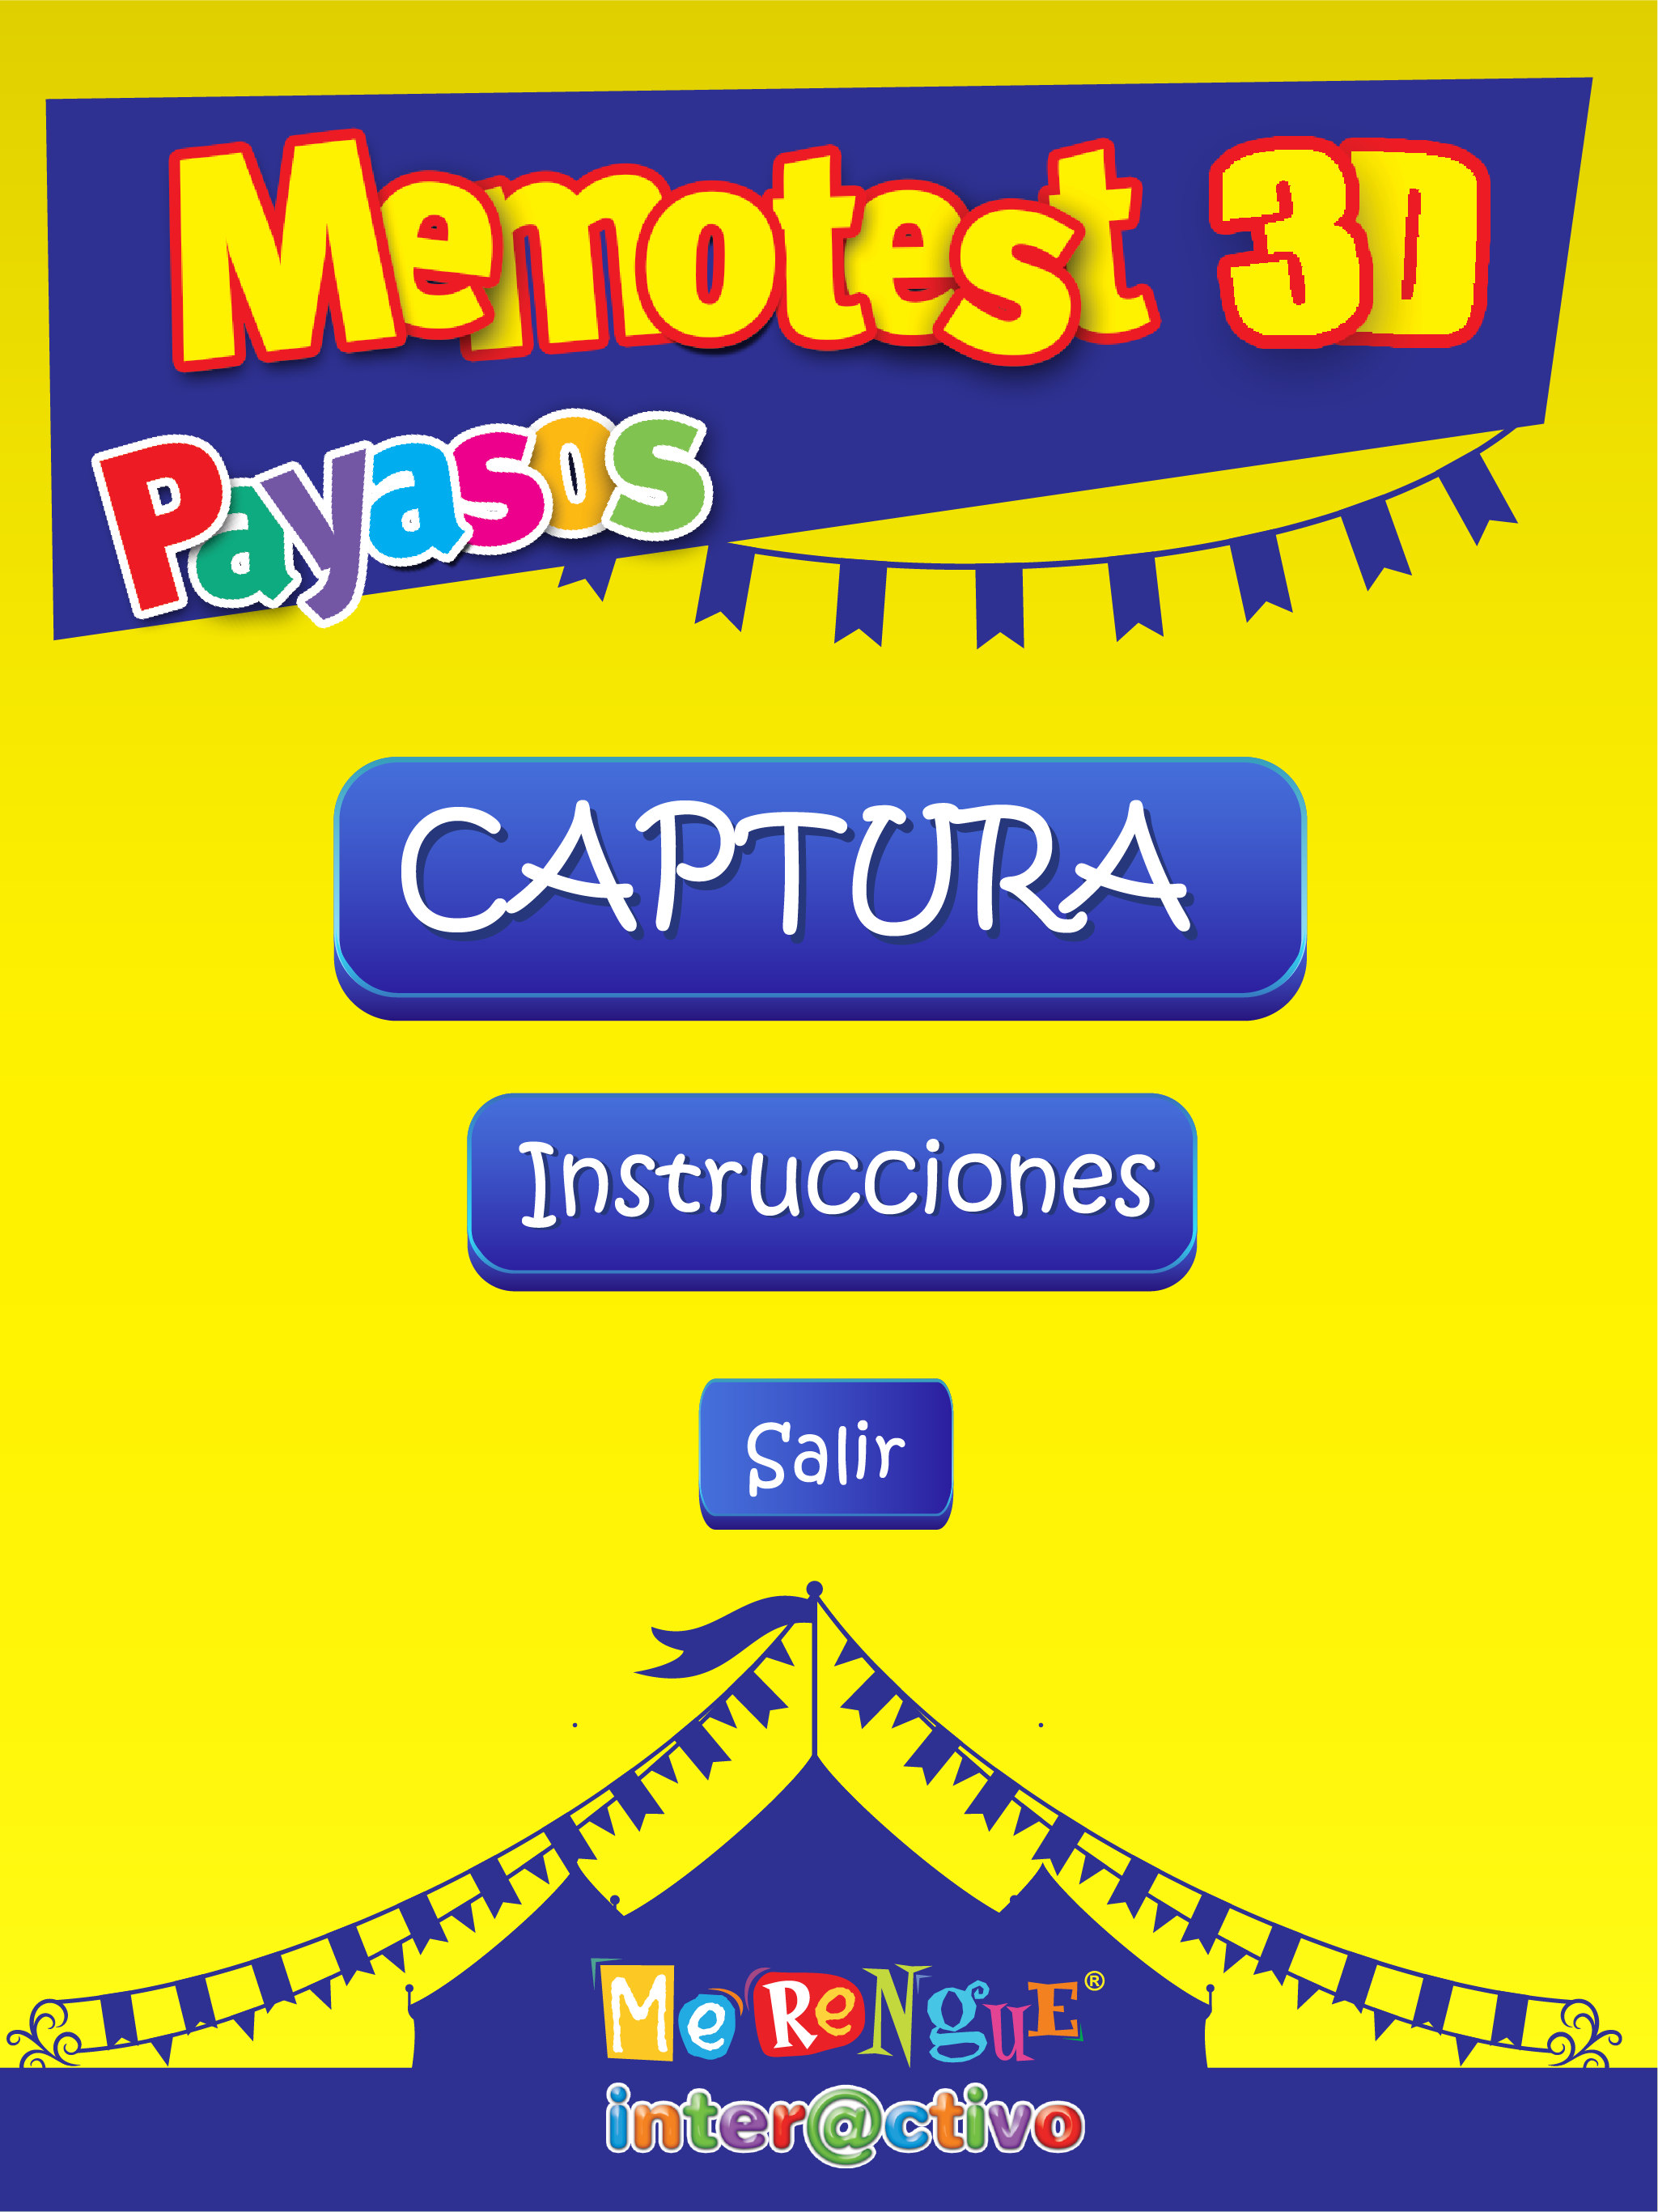 Memotest 3D
Payasos
CAPTURA
Instrucciones
Salir
MeReNguE®
inter@ctivo